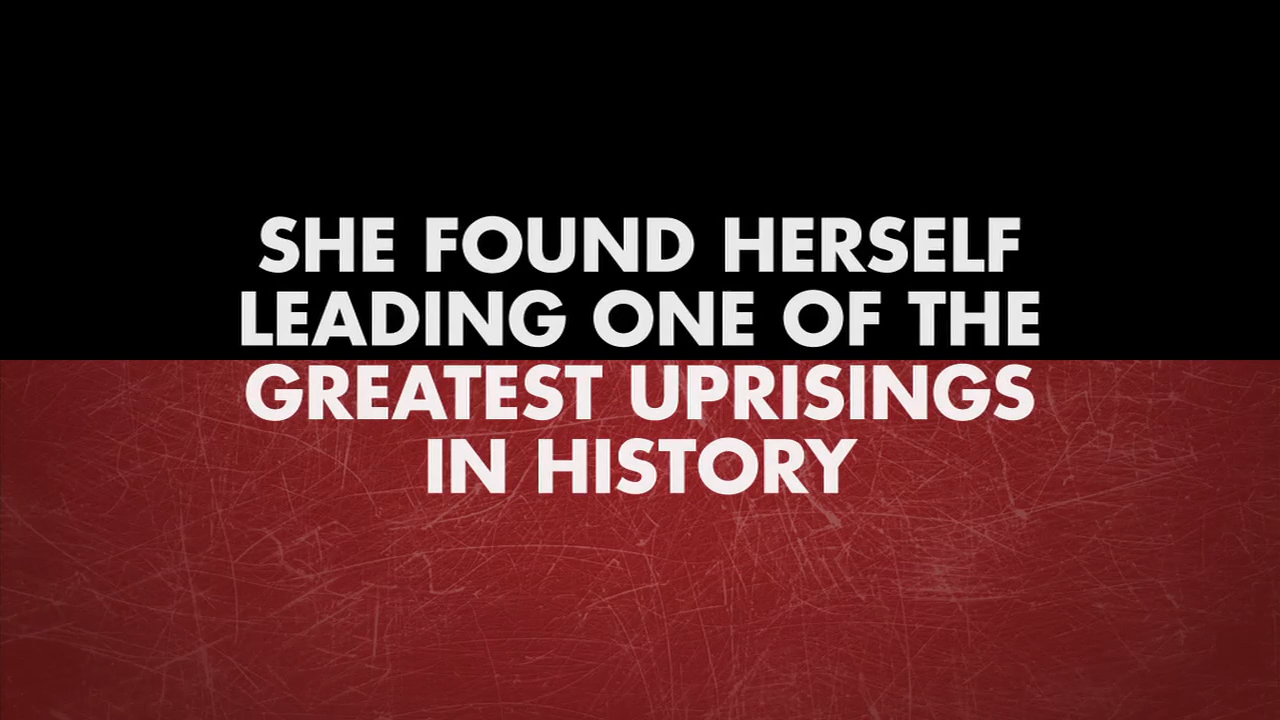 SHE FOUND HERSELF
LEADING ONE OF THE
GREATEST UPRISINGS
IN HISTORY